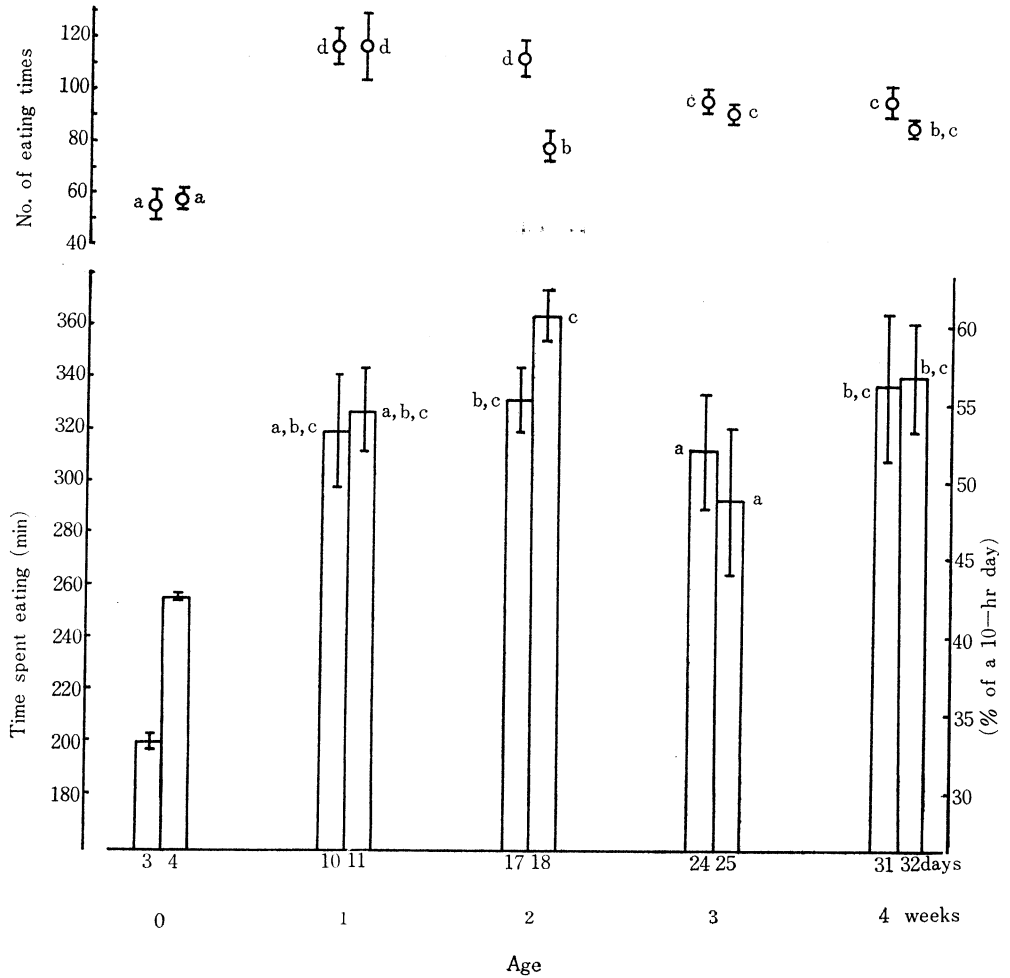 No. of eating times
120
100
80
60
40
d d
d
b
c c
c
b,c
a a
Time spent eating (min)
360
340
320
300
280
260
240
220
200
180
a,b,c a,b,c
b,c c
a a
b,c b,c
60
55
50
45
40
35
30
(% of a 10—hr day)
3 4 10 11 17 18 24 25 31 32days
0 1 2 3 4 weeks
Age